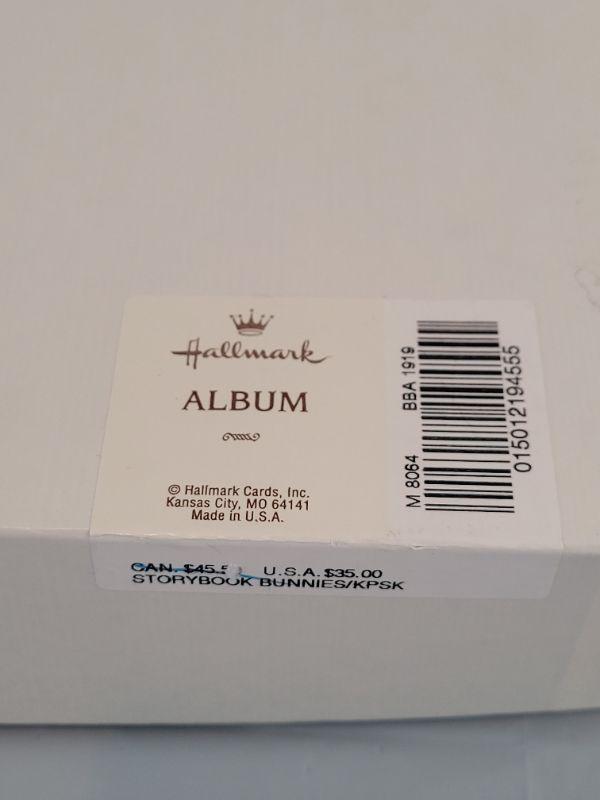 Hallmark
ALBUM
© Hallmark Cards, Inc.
Kansas City, MO 64141
Made in U.S.A.
M 8064 BBA 1919
015012194555
CAN. U.S.A. $35.00
STORYBOOK BUNNIES/KPSK